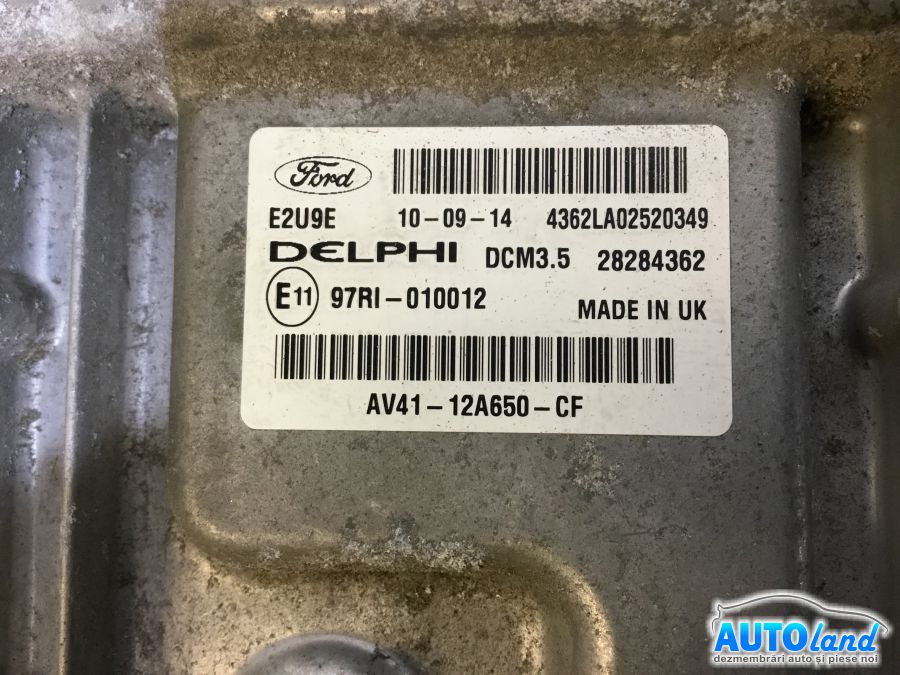 Ford
E2U9E 10-09-14 4362LA02520349
DELPHI DCM3.5 28284362
E11 97RI-010012
MADE IN UK
AV41-12A650-CF
AUTOland
dezmembrări auto și piese noi